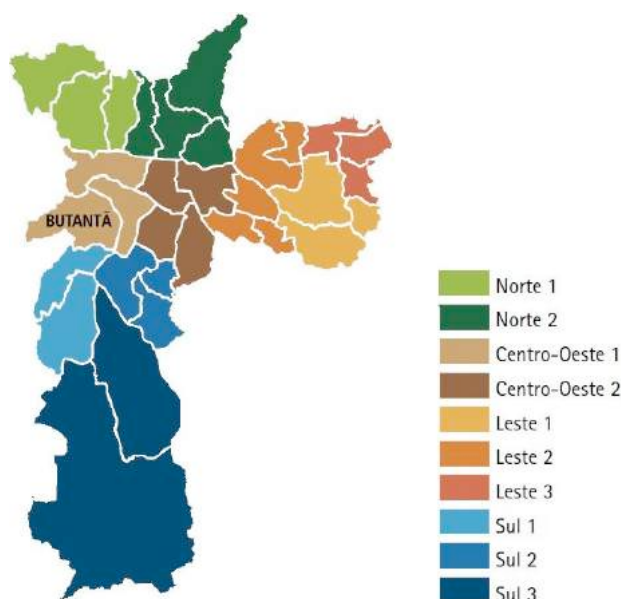 BUTANTÃ
Norte 1
Norte 2
Centro-Oeste 1
Centro-Oeste 2
Leste 1
Leste 2
Leste 3
Sul 1
Sul 2
Sul 3